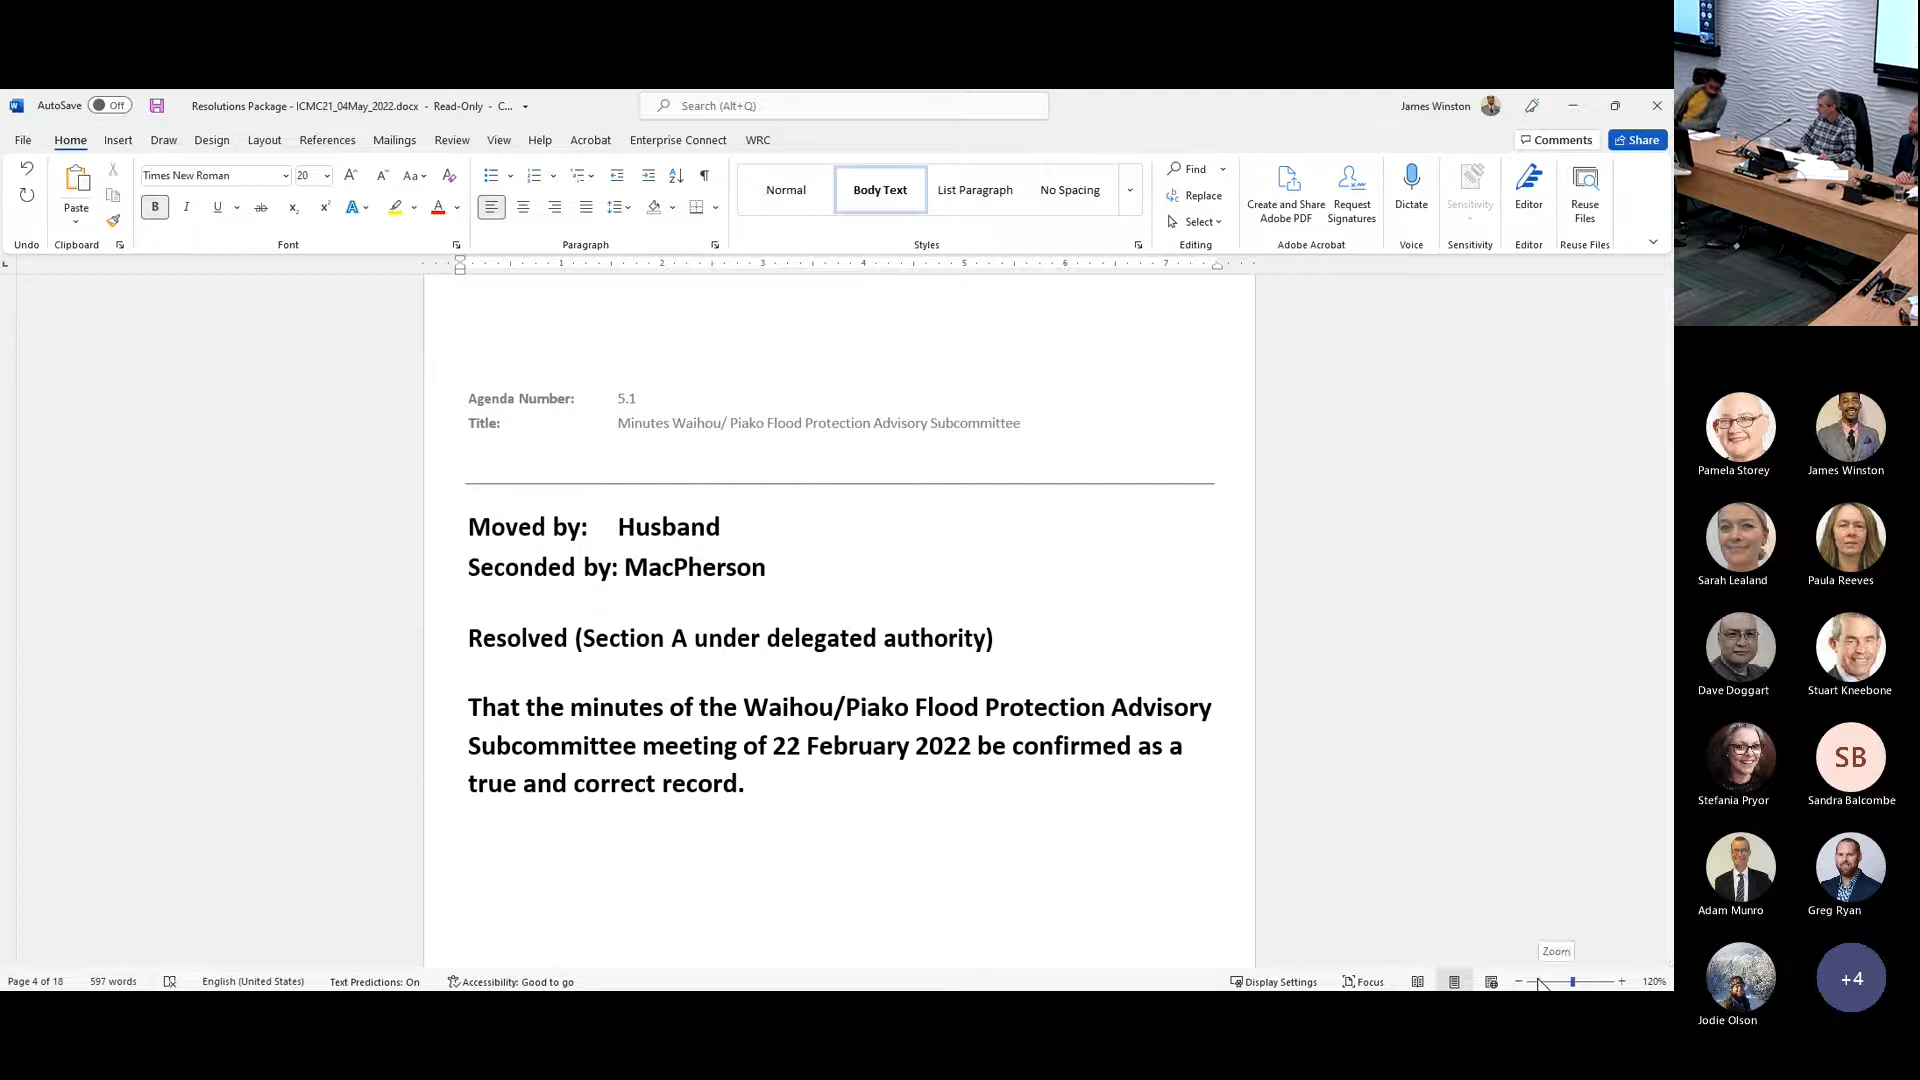 AutoSave Off Resolutions Package - ICMC21_04May_2022.docx - Read-Only - C... Search (Alt+Q) James Winston
File Home Insert Draw Design Layout References Mailings Review View Help Acrobat Enterprise Connect WRC Comments Share
Paste
Times New Roman 20
Normal Body Text List Paragraph No Spacing
Find
Replace
Select
Create and Share Adobe PDF
Request Signatures
Dictate
Sensitivity
Editor
Reuse Files
Undo Clipboard Font Paragraph Styles Editing Adobe Acrobat Voice Sensitivity Editor Reuse Files
1 2 3 4 5 6 7
Agenda Number: 5.1
Title: Minutes Waihou/ Piako Flood Protection Advisory Subcommittee
Moved by: Husband
Seconded by: MacPherson
Resolved (Section A under delegated authority)
That the minutes of the Waihou/Piako Flood Protection Advisory
Subcommittee meeting of 22 February 2022 be confirmed as a
true and correct record.
Zoom
Page 4 of 18 597 words English (United States) Text Predictions: On Accessibility: Good to go Display Settings Focus 120%
Pamela Storey James Winston
Sarah Lealand Paula Reeves
Dave Doggart Stuart Kneebone
SB
Stefania Pryor Sandra Balcombe
Adam Munro Greg Ryan
+4
Jodie Olson